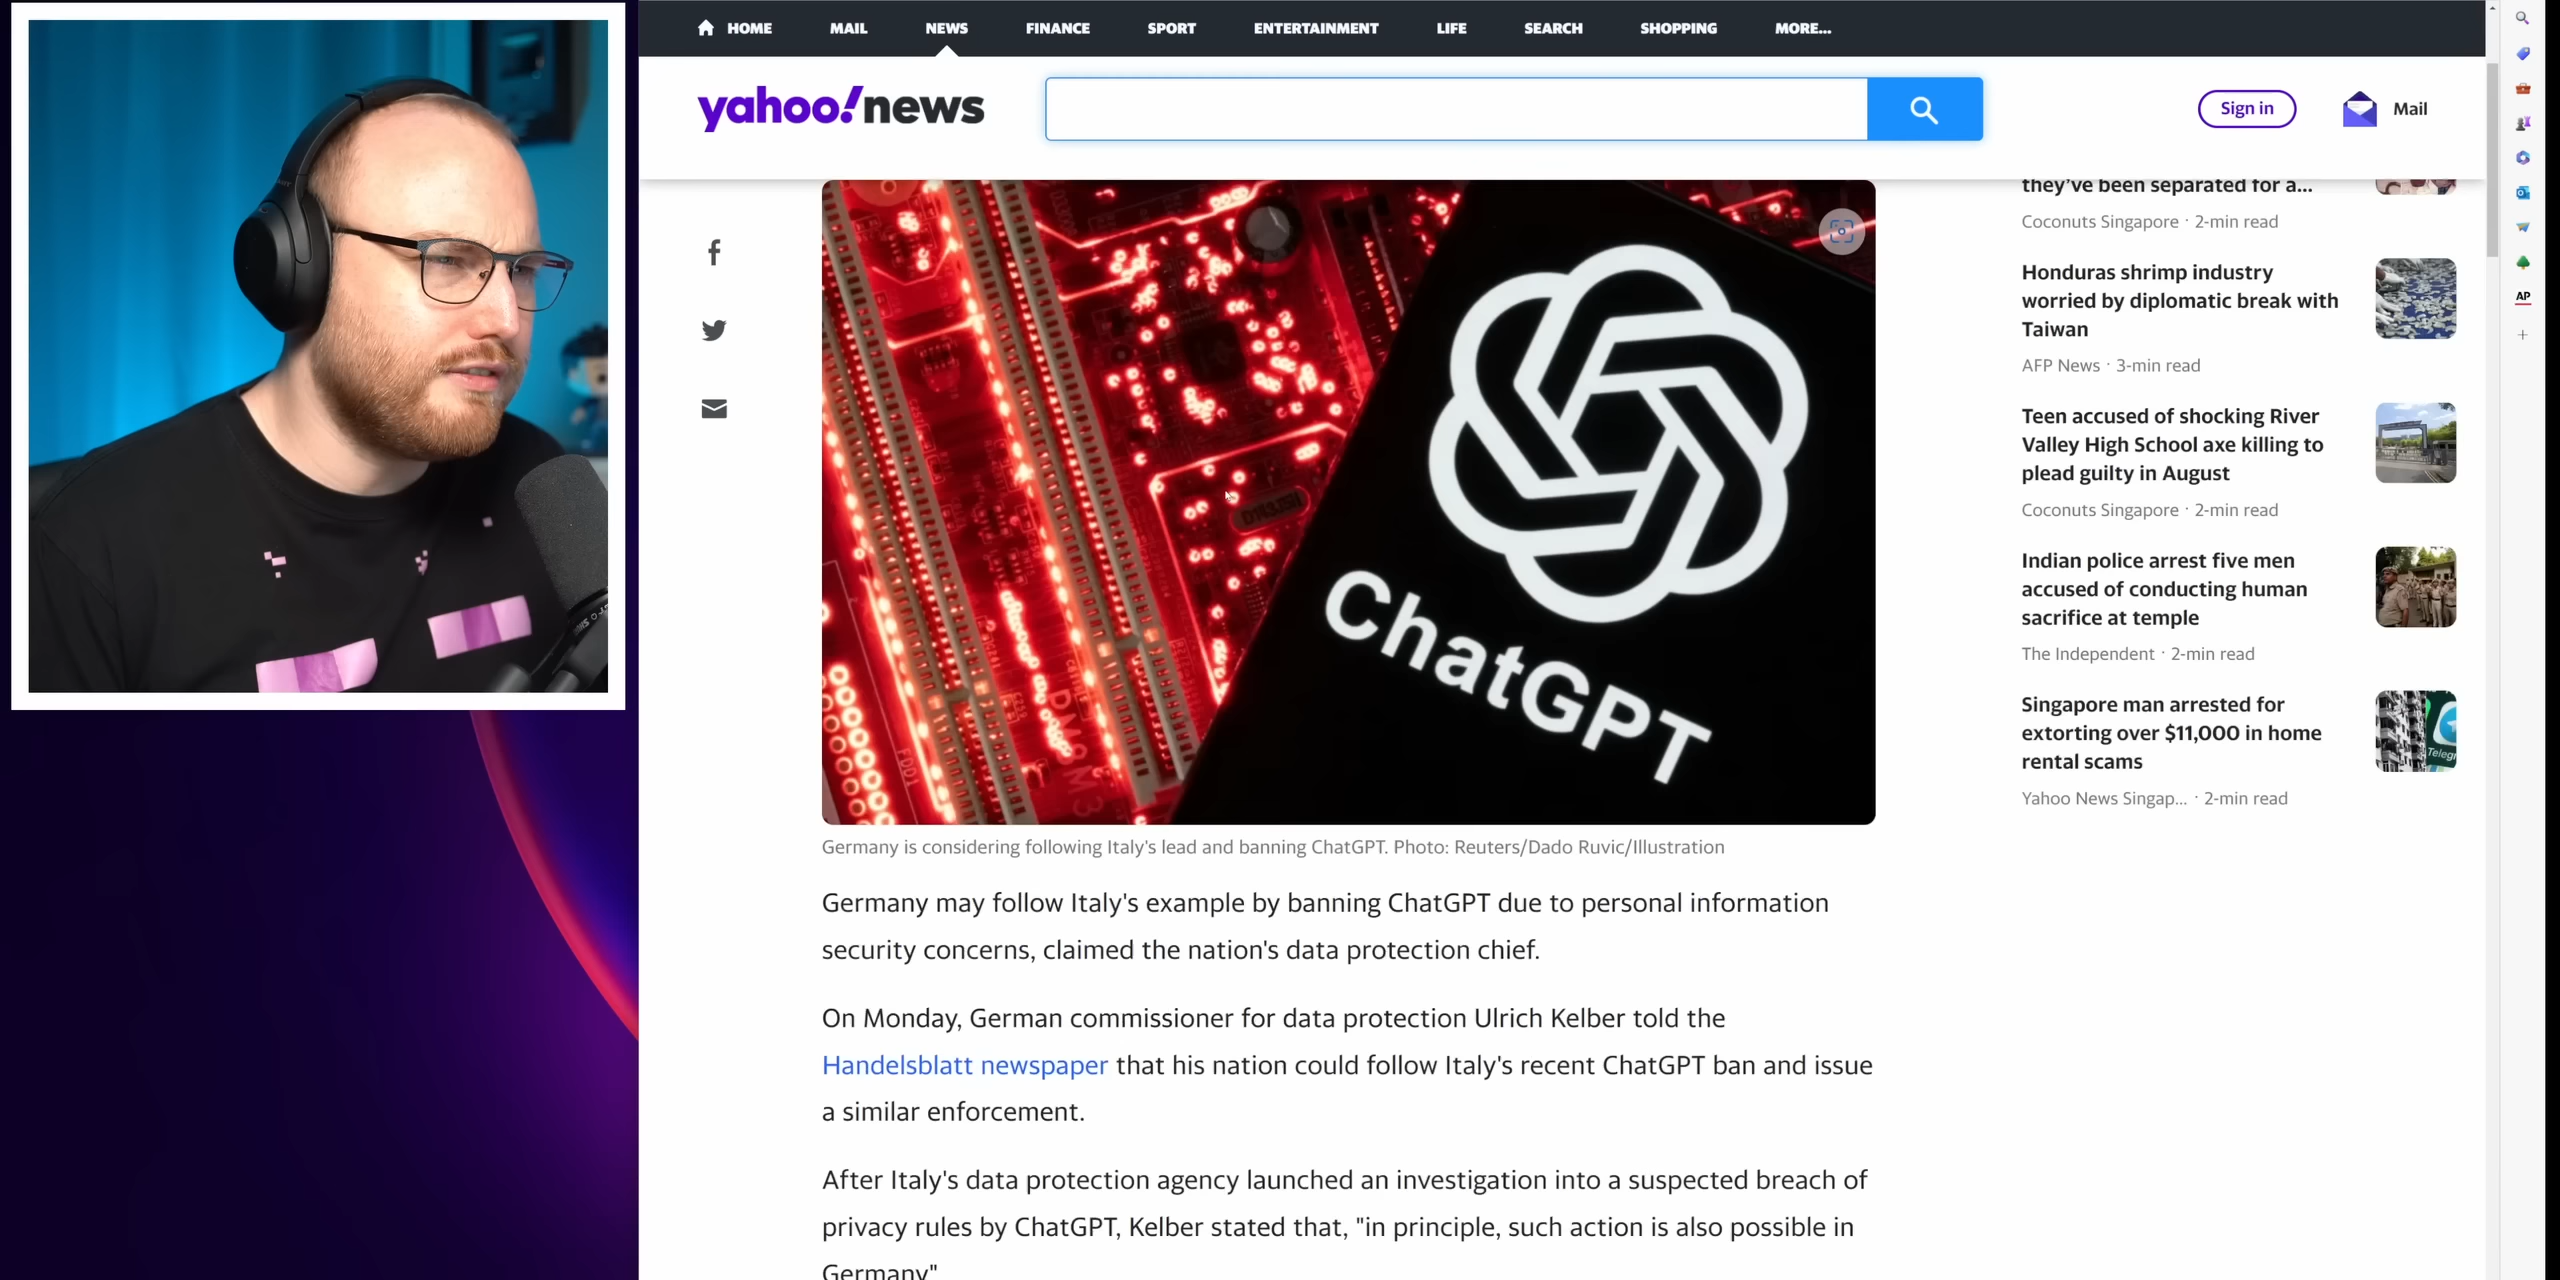 HOME MAIL NEWS FINANCE SPORT ENTERTAINMENT LIFE SEARCH SHOPPING MORE...
yahoo!news
Sign in
Mail
ChatGPT
Germany is considering following Italy's lead and banning ChatGPT. Photo: Reuters/Dado Ruvic/Illustration
Germany may follow Italy's example by banning ChatGPT due to personal information
security concerns, claimed the nation's data protection chief.
On Monday, German commissioner for data protection Ulrich Kelber told the
Handelsblatt newspaper that his nation could follow Italy's recent ChatGPT ban and issue
a similar enforcement.
After Italy's data protection agency launched an investigation into a suspected breach of
privacy rules by ChatGPT, Kelber stated that, "in principle, such action is also possible in
Germany"
they've been separated for a...
Coconuts Singapore · 2-min read
Honduras shrimp industry
worried by diplomatic break with
Taiwan
AFP News · 3-min read
Teen accused of shocking River
Valley High School axe killing to
plead guilty in August
Coconuts Singapore · 2-min read
Indian police arrest five men
accused of conducting human
sacrifice at temple
The Independent · 2-min read
Singapore man arrested for
extorting over $11,000 in home
rental scams
Yahoo News Singap... · 2-min read
Telegr
AP